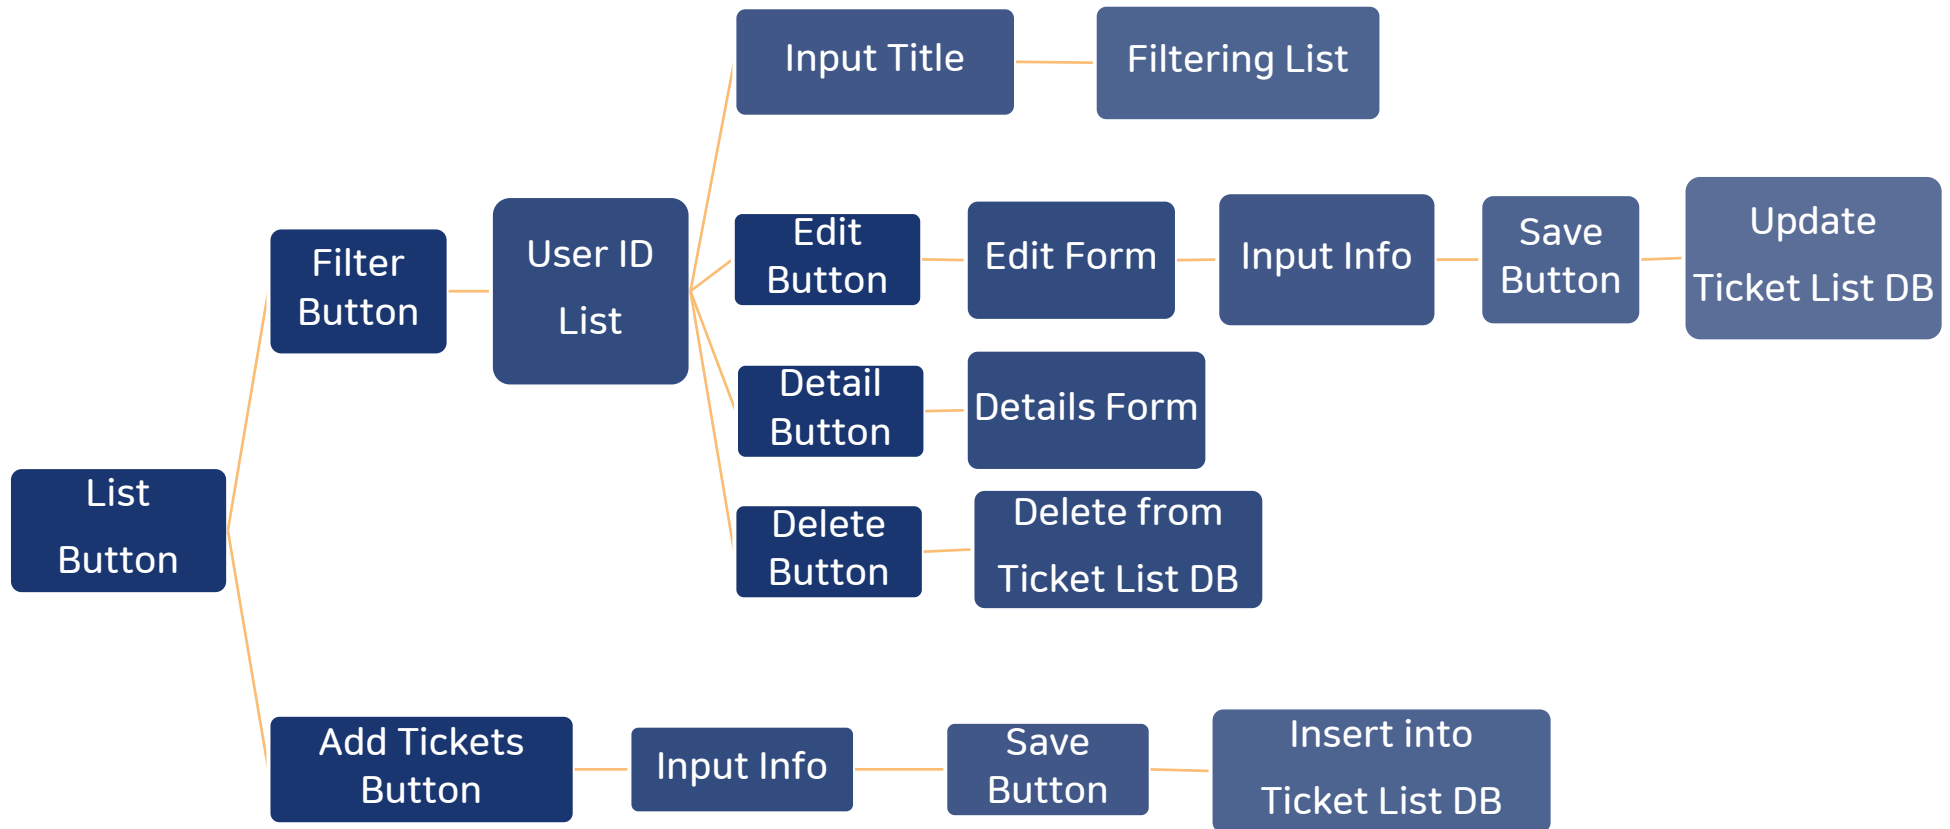 Input Title
Filtering List
Edit
Button
Edit Form
Input Info
Save
Button
Update
Ticket List DB
Filter
Button
User ID
List
Detail
Button
Details Form
List
Button
Delete
Button
Delete from
Ticket List DB
Add Tickets
Button
Input Info
Save
Button
Insert into
Ticket List DB